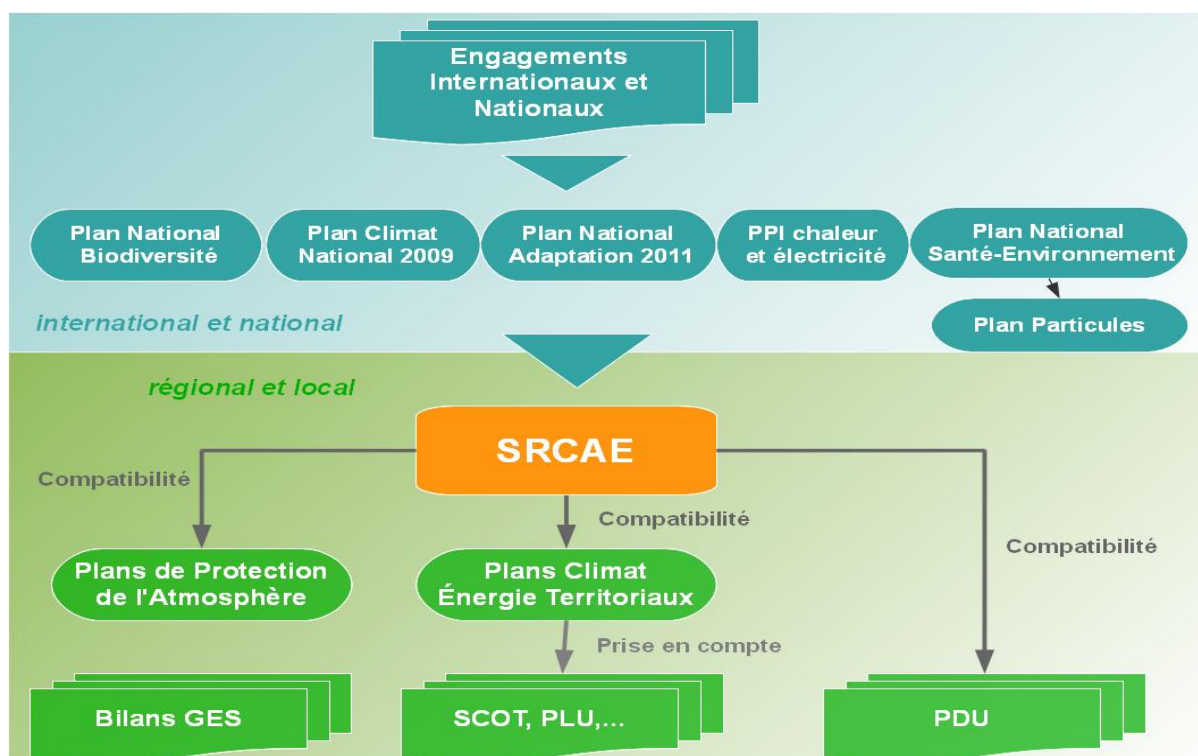 Engagements
Internationaux et
Nationaux
Plan National
Biodiversité
Plan Climat
National 2009
Plan National
Adaptation 2011
PPI chaleur
et électricité
Plan National
Santé-Environnement
Plan Particules
international et national
régional et local
SRCAE
Compatibilité
Compatibilité
Compatibilité
Plans de Protection
de l'Atmosphère
Plans Climat
Énergie Territoriaux
Prise en compte
Bilans GES
SCOT, PLU,...
PDU